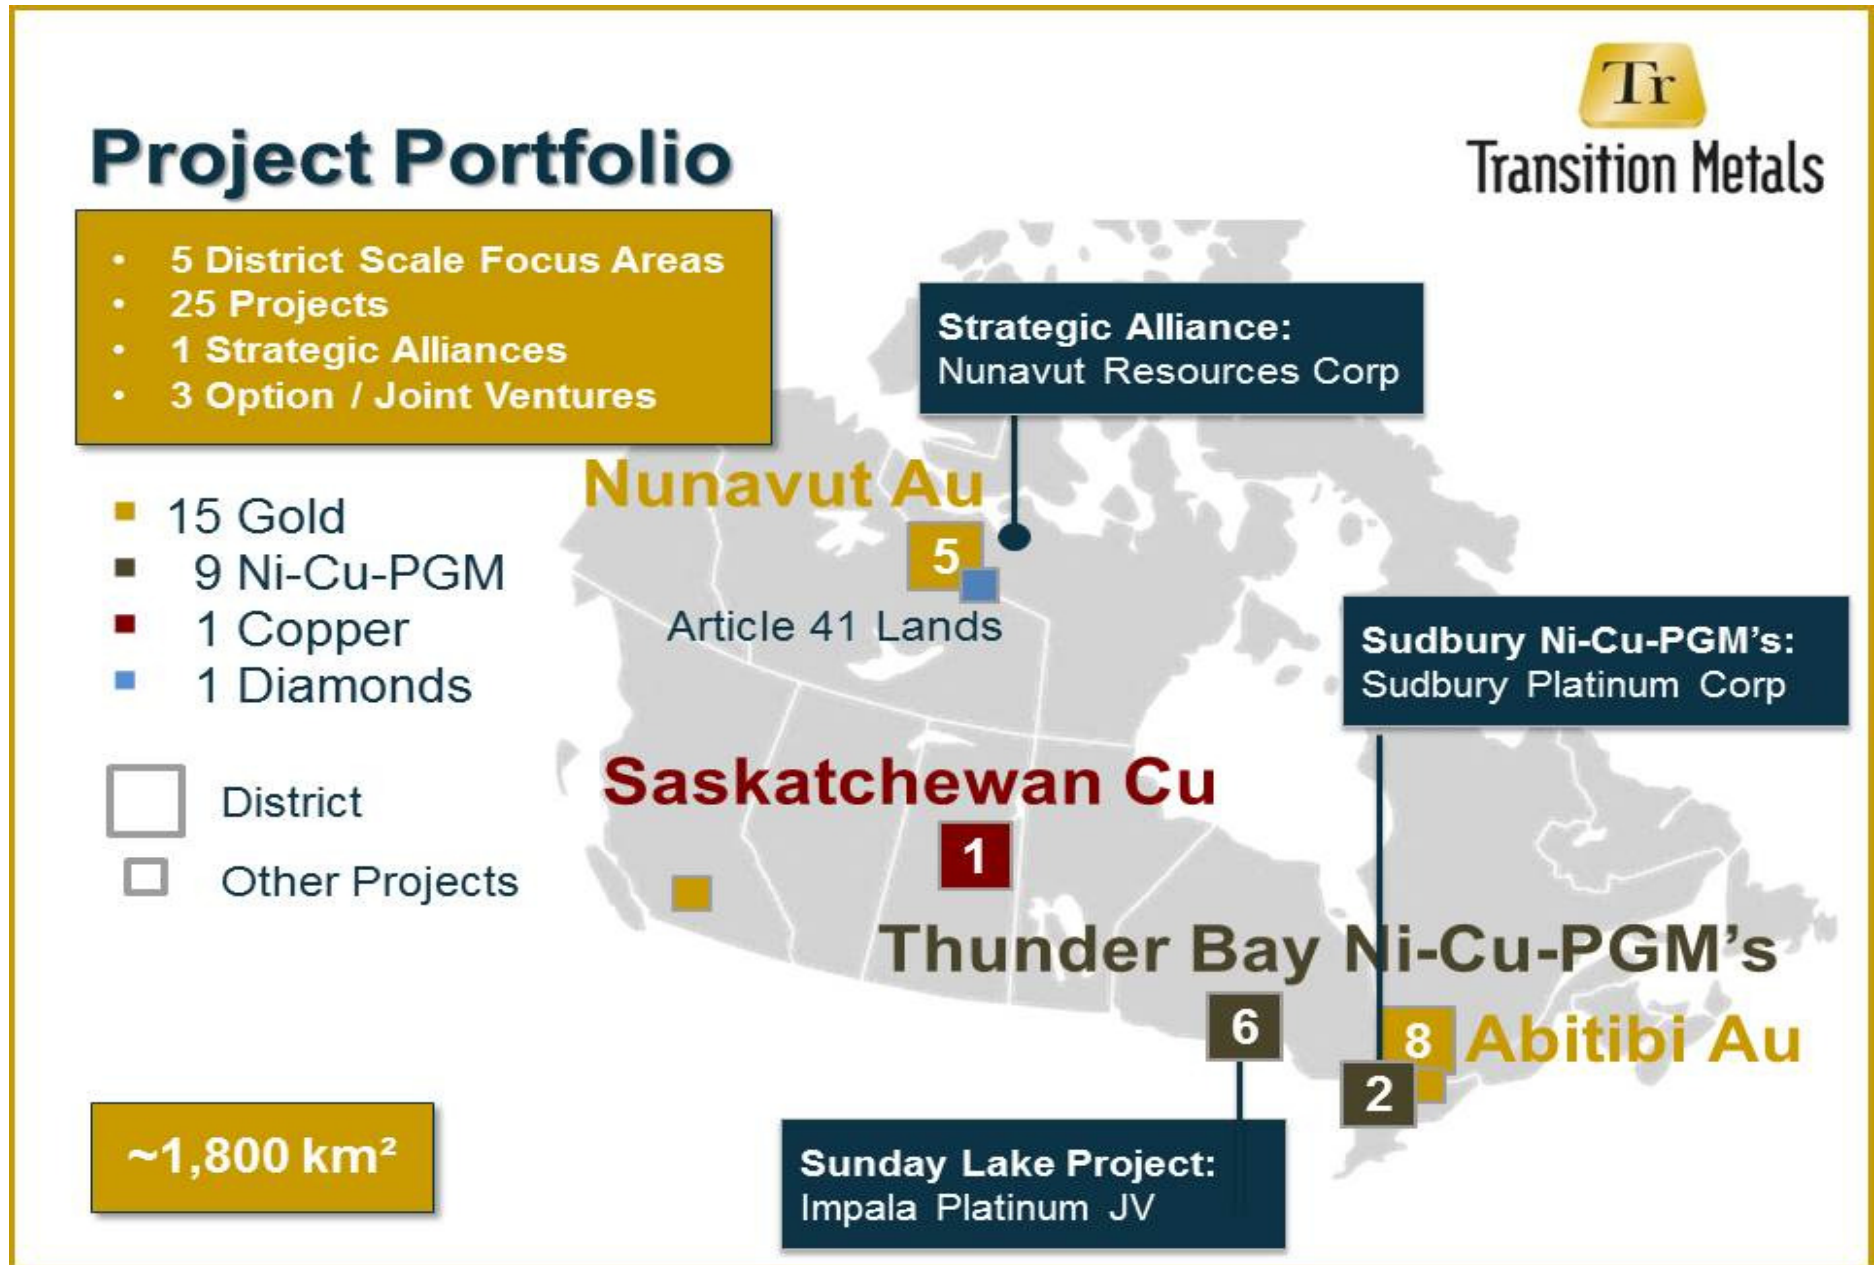 Tr
Transition Metals
Project Portfolio
• 5 District Scale Focus Areas
• 25 Projects
• 1 Strategic Alliances
• 3 Option / Joint Ventures
Strategic Alliance:
Nunavut Resources Corp
15 Gold
9 Ni-Cu-PGM
1 Copper
1 Diamonds
District
Other Projects
Nunavut Au
5
Article 41 Lands
Sudbury Ni-Cu-PGM's:
Sudbury Platinum Corp
Saskatchewan Cu
1
Thunder Bay Ni-Cu-PGM's
6
8 Abitibi Au
2
~1,800 km²
Sunday Lake Project:
Impala Platinum JV